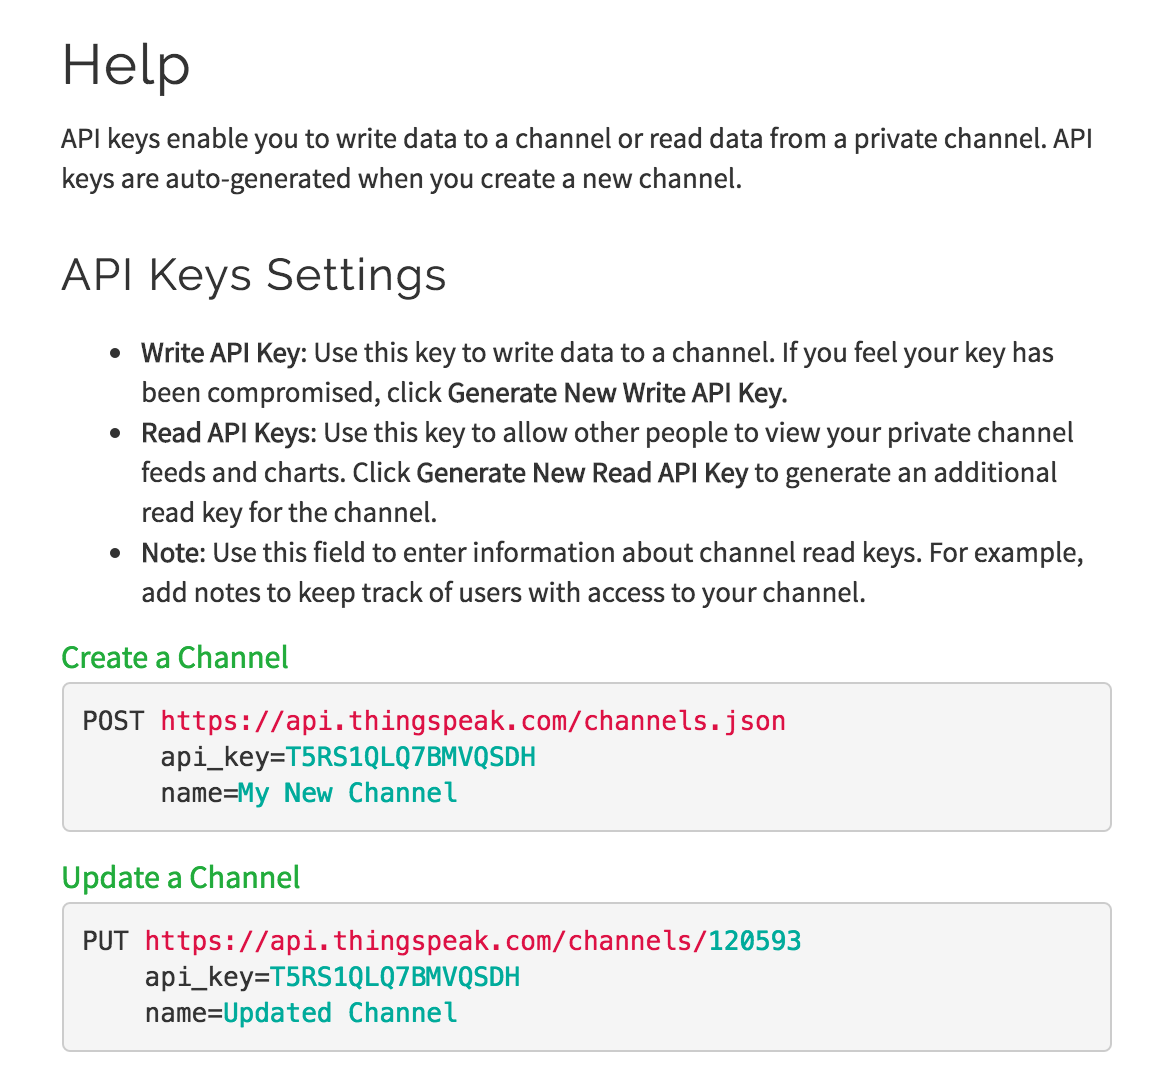 Help
API keys enable you to write data to a channel or read data from a private channel. API
keys are auto-generated when you create a new channel.
API Keys Settings
• Write API Key: Use this key to write data to a channel. If you feel your key has
been compromised, click Generate New Write API Key.
• Read API Keys: Use this key to allow other people to view your private channel
feeds and charts. Click Generate New Read API Key to generate an additional
read key for the channel.
• Note: Use this field to enter information about channel read keys. For example,
add notes to keep track of users with access to your channel.
Create a Channel
POST https://api.thingspeak.com/channels.json
api_key=T5RS1QLQ7BMVQSDH
name=My New Channel
Update a Channel
PUT https://api.thingspeak.com/channels/120593
api_key=T5RS1QLQ7BMVQSDH
name=Updated Channel